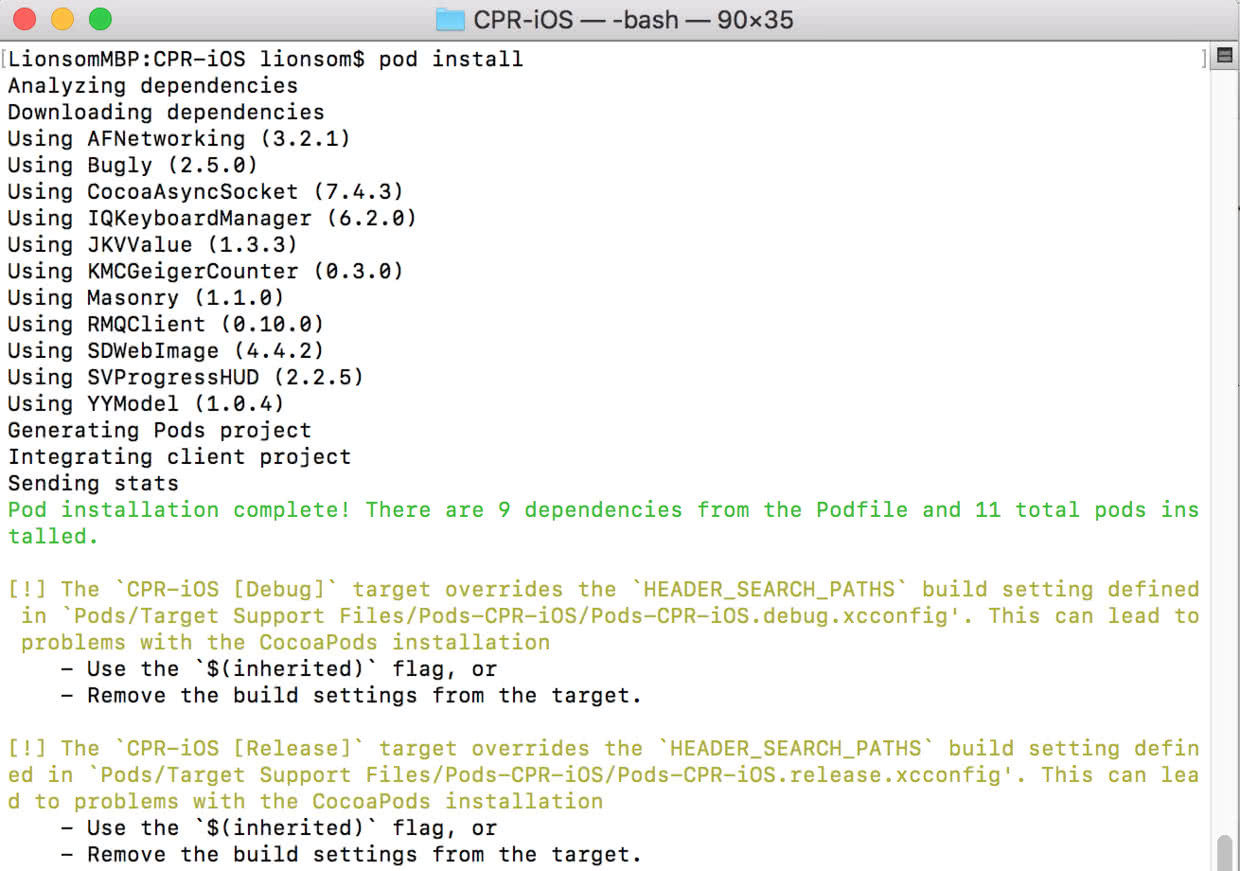 CPR-iOS — -bash — 90×35
[LionsomMBP:CPR-iOS lionsom$ pod install ]
Analyzing dependencies
Downloading dependencies
Using AFNetworking (3.2.1)
Using Bugly (2.5.0)
Using CocoaAsyncSocket (7.4.3)
Using IQKeyboardManager (6.2.0)
Using JKVValue (1.3.3)
Using KMCGeigerCounter (0.3.0)
Using Masonry (1.1.0)
Using RMQClient (0.10.0)
Using SDWebImage (4.4.2)
Using SVProgressHUD (2.2.5)
Using YYModel (1.0.4)
Generating Pods project
Integrating client project
Sending stats
Pod installation complete! There are 9 dependencies from the Podfile and 11 total pods ins
talled.
[!] The `CPR-iOS [Debug]` target overrides the `HEADER_SEARCH_PATHS` build setting defined
in `Pods/Target Support Files/Pods-CPR-iOS/Pods-CPR-iOS.debug.xcconfig'. This can lead to
problems with the CocoaPods installation
- Use the `$(inherited)` flag, or
- Remove the build settings from the target.
[!] The `CPR-iOS [Release]` target overrides the `HEADER_SEARCH_PATHS` build setting defin
ed in `Pods/Target Support Files/Pods-CPR-iOS/Pods-CPR-iOS.release.xcconfig'. This can lea
d to problems with the CocoaPods installation
- Use the `$(inherited)` flag, or
- Remove the build settings from the target.